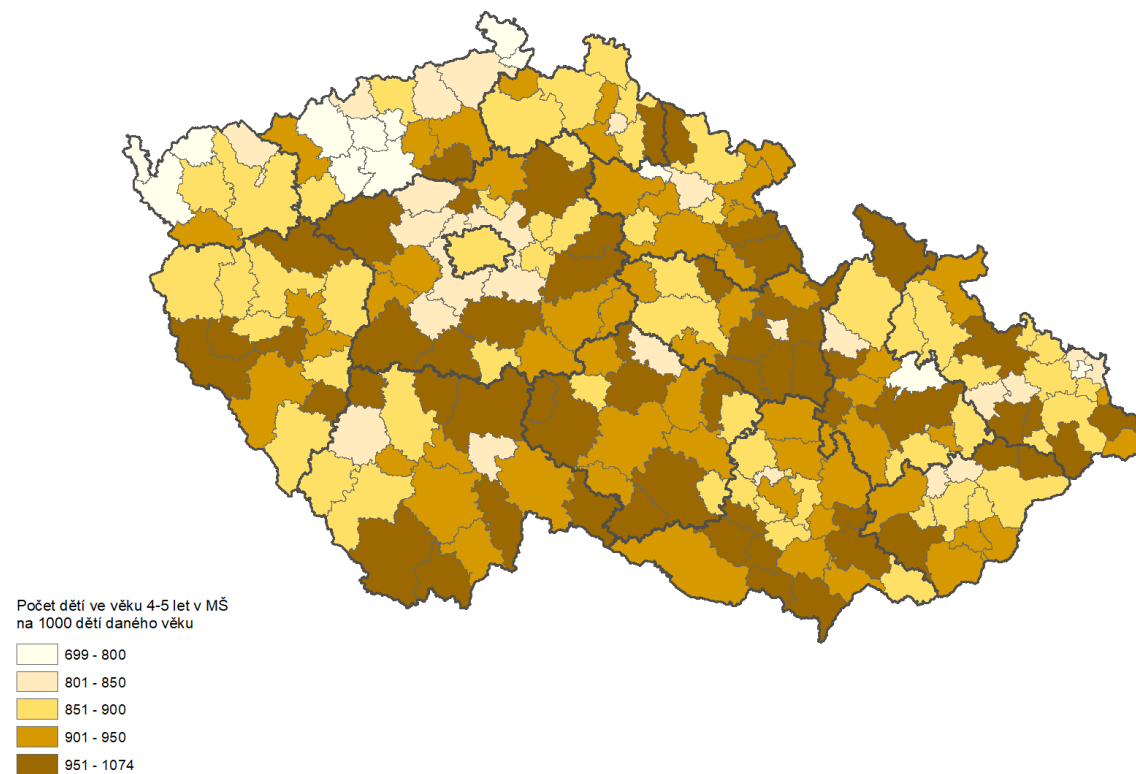 Počet dětí ve věku 4-5 let v MŠ
na 1000 dětí daného věku
699 - 800
801 - 850
851 - 900
901 - 950
951 - 1074